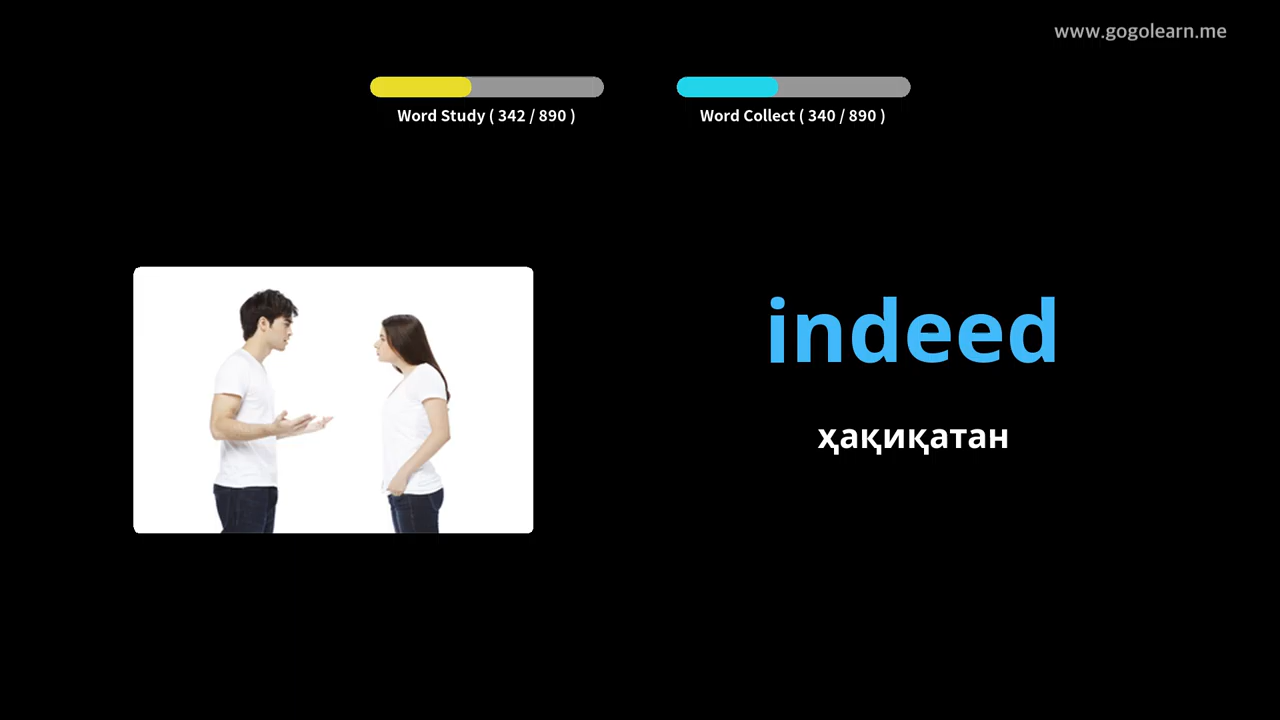 www.gogolearn.me
Word Study ( 342 / 890 )
Word Collect ( 340 / 890 )
indeed
ҳақиқатан